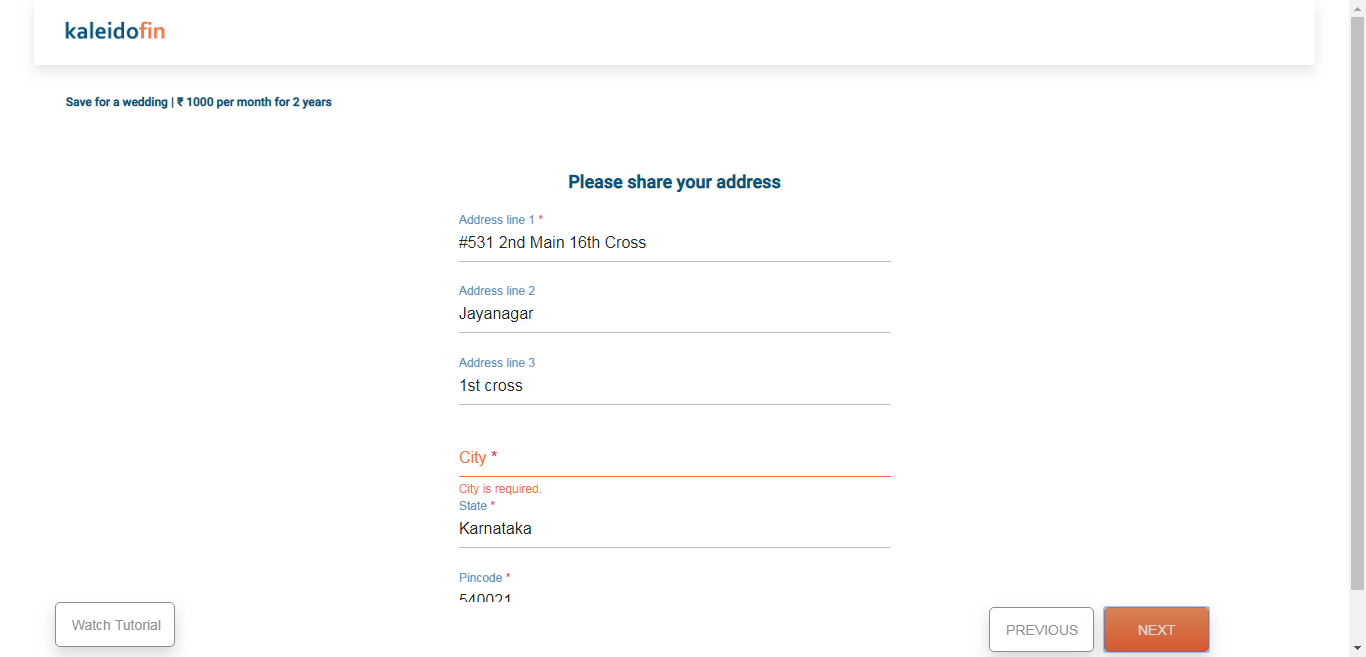 kaleidofin
Save for a wedding | ₹ 1000 per month for 2 years
Please share your address
Address line 1 *
#531 2nd Main 16th Cross
Address line 2
Jayanagar
Address line 3
1st cross
City *
City is required.
State *
Karnataka
Pincode *
540021
Watch Tutorial
PREVIOUS
NEXT